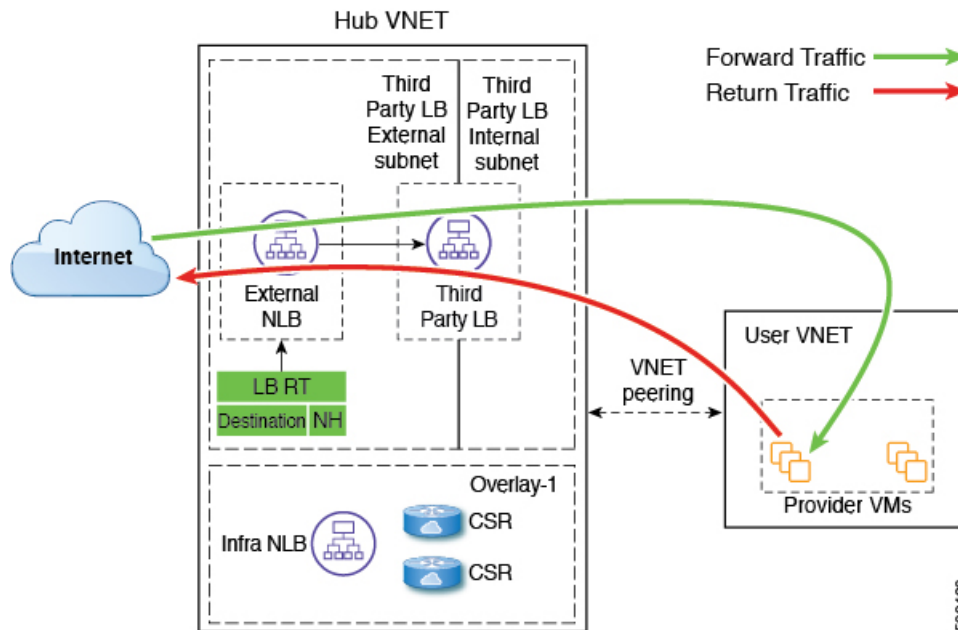 Hub VNET
Forward Traffic
Return Traffic
Third
Party LB
External
subnet
Third
Party LB
Internal
subnet
Internet
External
NLB
Third
Party LB
LB RT
Destination
NH
VNET
peering
User VNET
Provider VMs
Overlay-1
Infra NLB
CSR
CSR